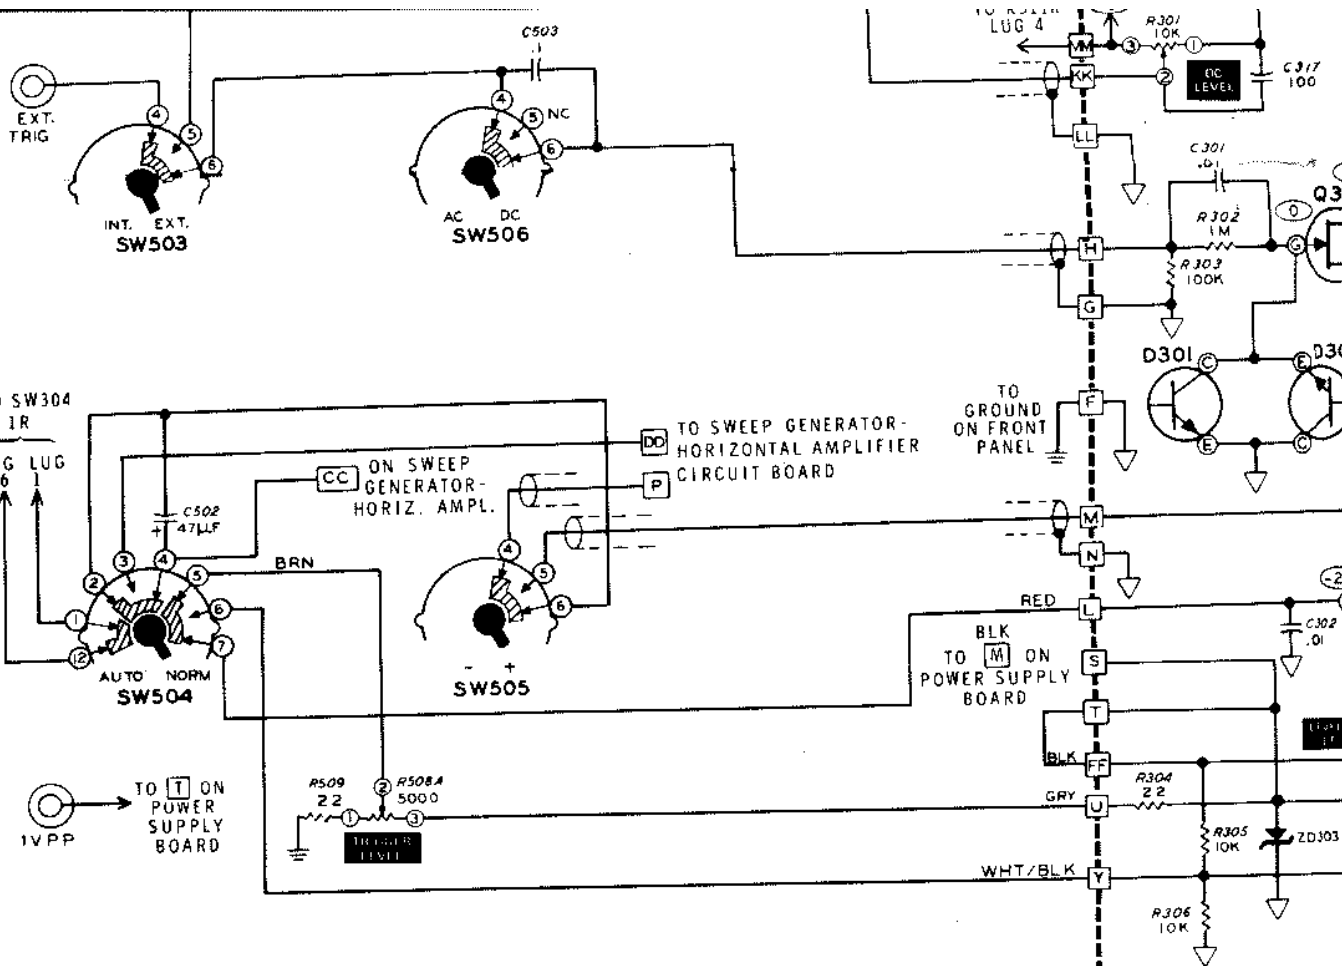 LUG 4
MM
3
R301
10K
1
KK
2
DC
LEVEL
C317
100
LL
EXT.
TRIG
4
5
6
INT. EXT.
SW503
C503
4
5
NC
6
AC DC
SW506
C301
.01
R302
1M
0
G
H
R303
100K
G
D301
C
E
E
C
TO
GROUND
ON FRONT
PANEL
F
SW304
1R
LUG
1
6
DD
TO SWEEP GENERATOR-
HORIZONTAL AMPLIFIER
CIRCUIT BOARD
P
CC
ON SWEEP
GENERATOR-
HORIZ. AMPL.
C502
47µF
+
BRN
1
2
3
4
5
6
7
12
AUTO NORM
SW504
4
5
6
- +
SW505
M
N
RED
L
C302
.01
BLK
TO M ON
POWER SUPPLY
BOARD
S
T
BLK
FF
GRY
U
R304
22
R305
10K
ZD303
WHT/BLK
Y
R306
10K
1VPP
TO T ON
POWER
SUPPLY
BOARD
R509
22
1
2
3
R508A
5000
TRIGGER
LEVEL